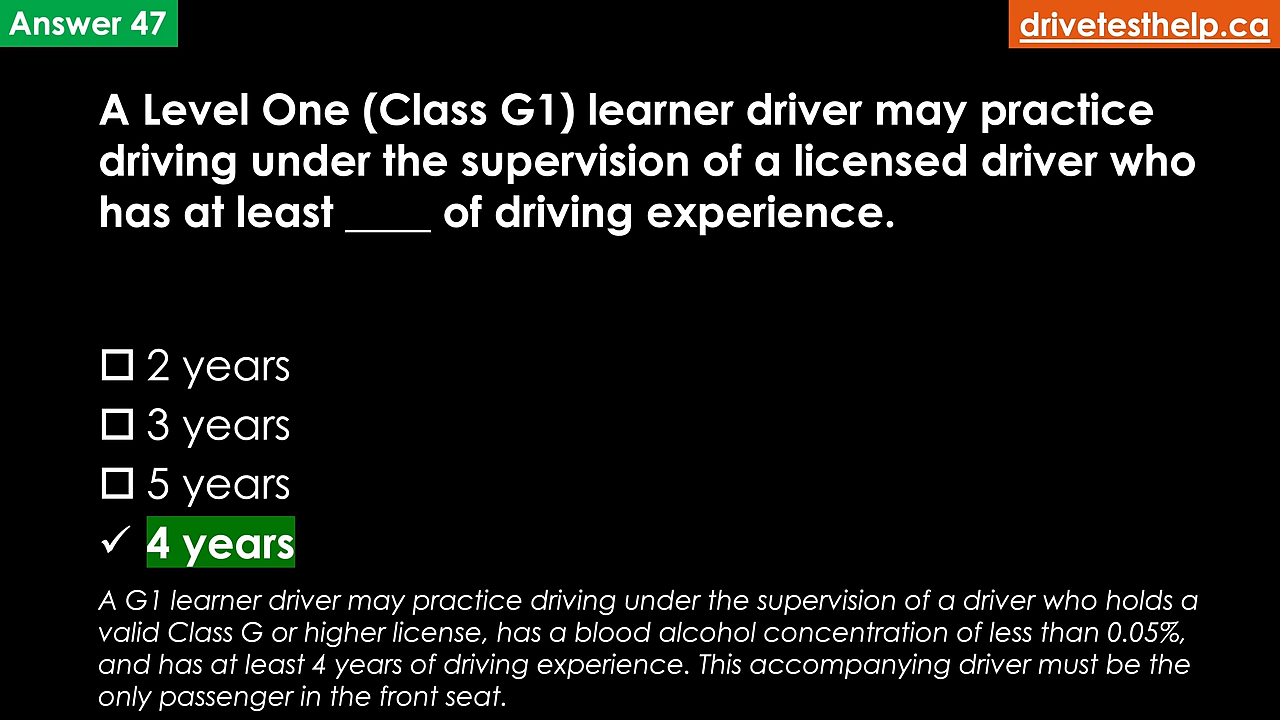 Answer 47
drivetesthelp.ca
A Level One (Class G1) learner driver may practice
driving under the supervision of a licensed driver who
has at least ____ of driving experience.
☐ 2 years
☐ 3 years
☐ 5 years
✓ 4 years
A G1 learner driver may practice driving under the supervision of a driver who holds a
valid Class G or higher license, has a blood alcohol concentration of less than 0.05%,
and has at least 4 years of driving experience. This accompanying driver must be the
only passenger in the front seat.